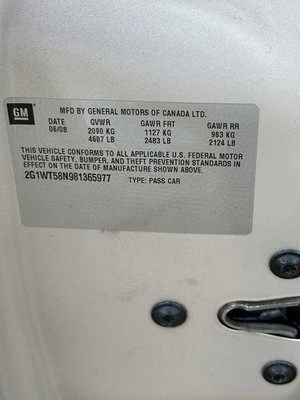 GM
MFD BY GENERAL MOTORS OF CANADA LTD.
DATE GVWR GAWR FRT GAWR RR
06/08 2090 KG 1127 KG 963 KG
4607 LB 2483 LB 2124 LB
THIS VEHICLE CONFORMS TO ALL APPLICABLE U.S. FEDERAL MOTOR
VEHICLE SAFETY, BUMPER, AND THEFT PREVENTION STANDARDS IN
EFFECT ON THE DATE OF MANUFACTURE SHOWN ABOVE.
2G1WT58N981365977 TYPE: PASS CAR